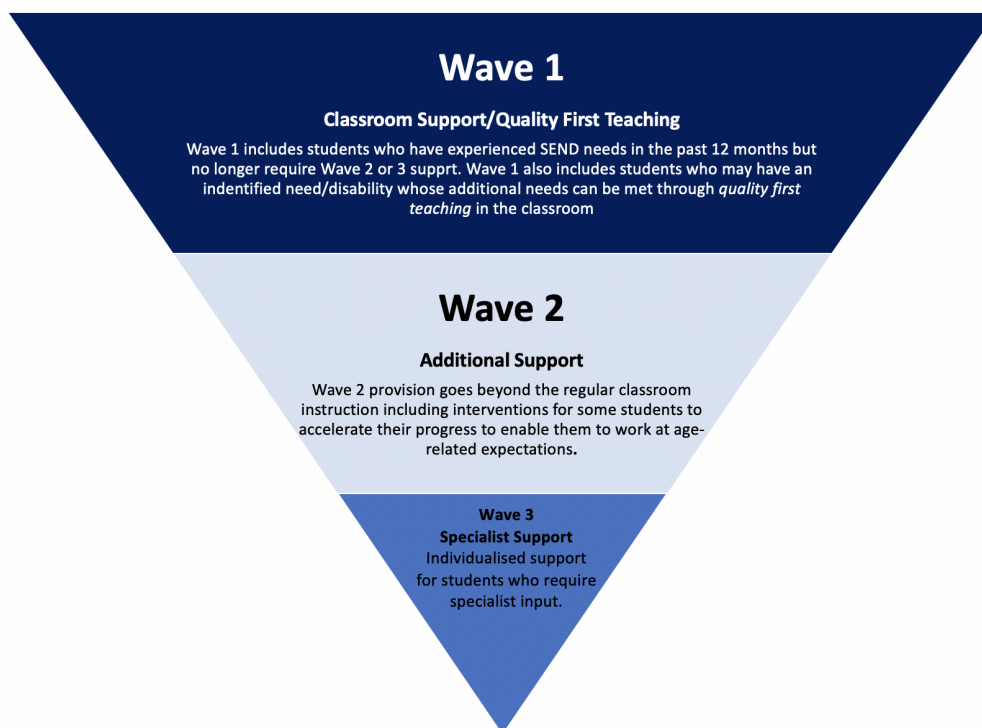 Wave 1
Classroom Support/Quality First Teaching
Wave 1 includes students who have experienced SEND needs in the past 12 months but
no longer require Wave 2 or 3 supprt. Wave 1 also includes students who may have an
indentified need/disability whose additional needs can be met through quality first
teaching in the classroom
Wave 2
Additional Support
Wave 2 provision goes beyond the regular classroom
instruction including interventions for some students to
accelerate their progress to enable them to work at age-
related expectations.
Wave 3
Specialist Support
Individualised support
for students who require
specialist input.